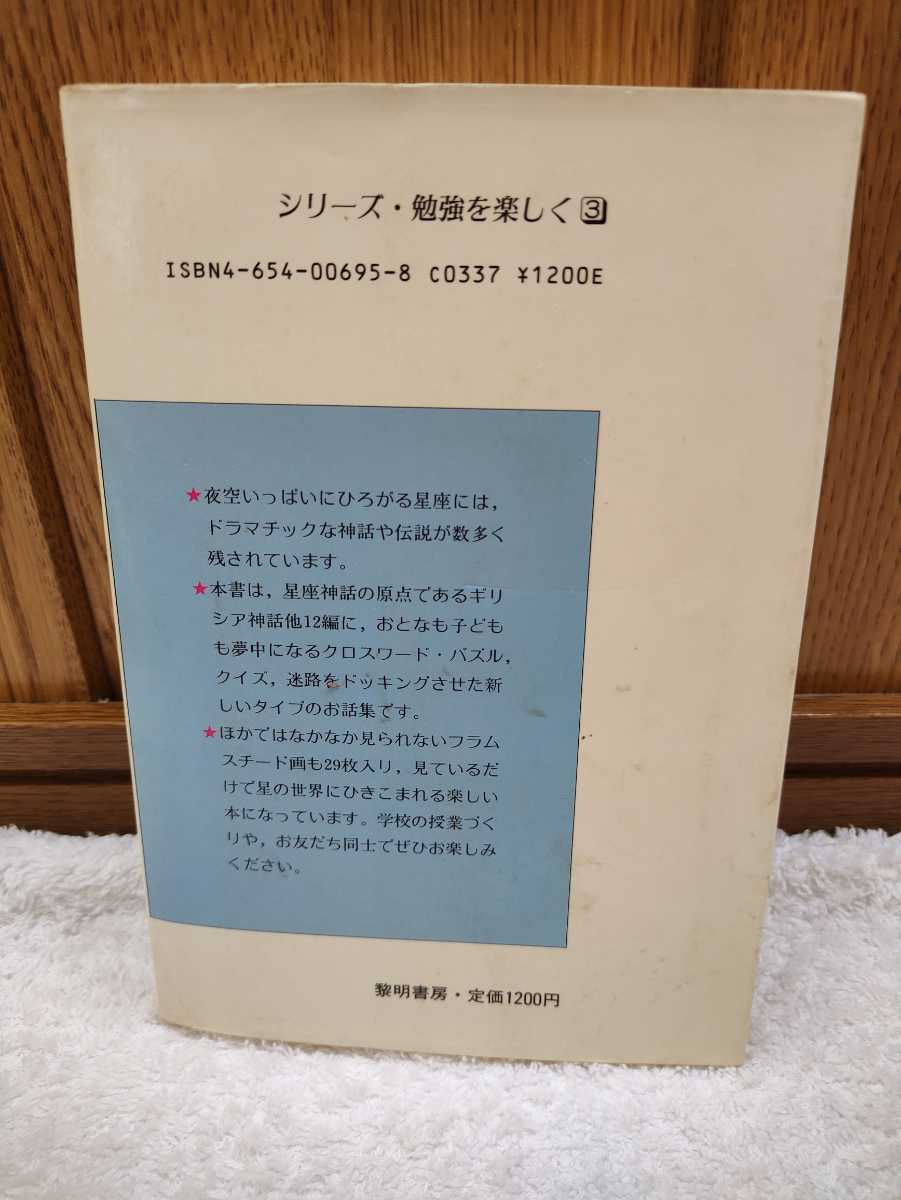 シリーズ・勉強を楽しく3
ISBN4-654-00695-8 C0337 ¥1200E
★夜空いっぱいにひろがる星座には，
ドラマチックな神話や伝説が数多く
残されています。
★本書は，星座神話の原点であるギリ
シア神話他12編に，おとなも子ども
も夢中になるクロスワード・パズル，
クイズ，迷路をドッキングさせた新
しいタイプのお話集です。
★ほかではなかなか見られないフラム
スチード画も29枚入り，見ているだ
けで星の世界にひきこまれる楽しい
本になっています。学校の授業づく
りや，お友だち同士でぜひお楽しみ
ください。
黎明書房・定価1200円